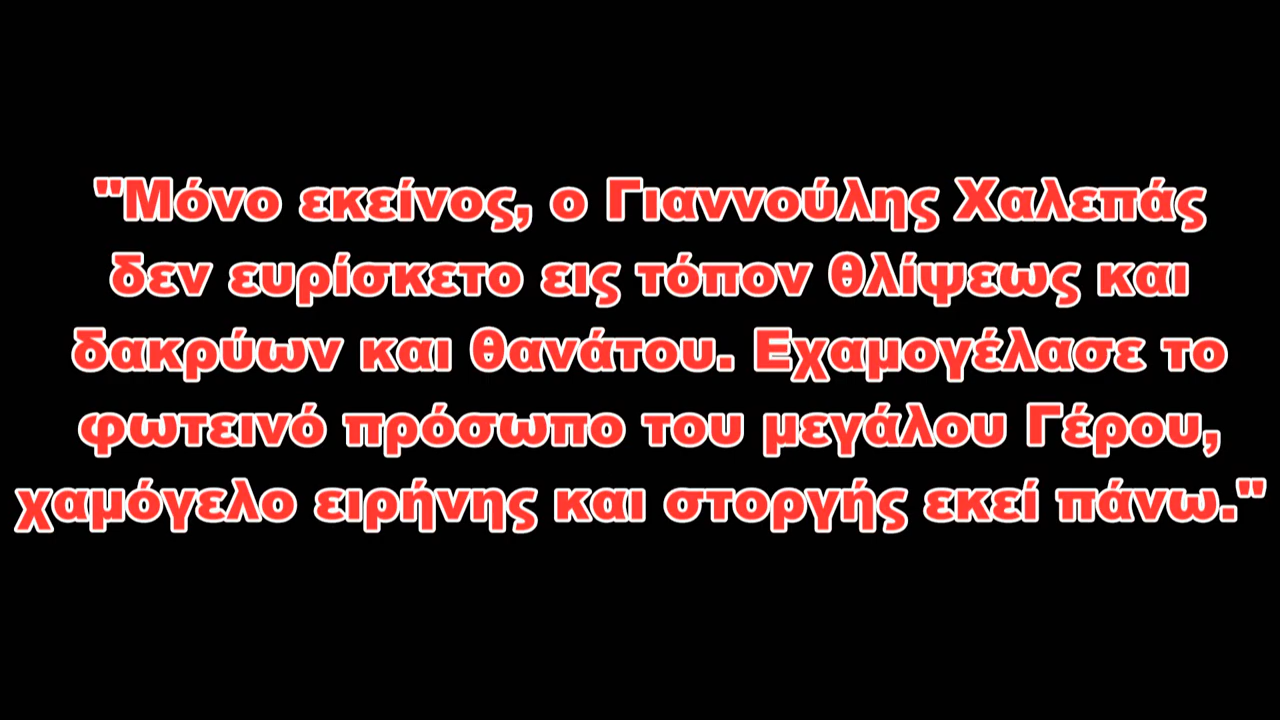 "Μόνο εκείνος, ο Γιαννούλης Χαλεπάς
δεν ευρίσκετο εις τόπον θλίψεως και
δακρύων και θανάτου. Εχαμογέλασε το
φωτεινό πρόσωπο του μεγάλου Γέρου,
χαμόγελο ειρήνης και στοργής εκεί πάνω."